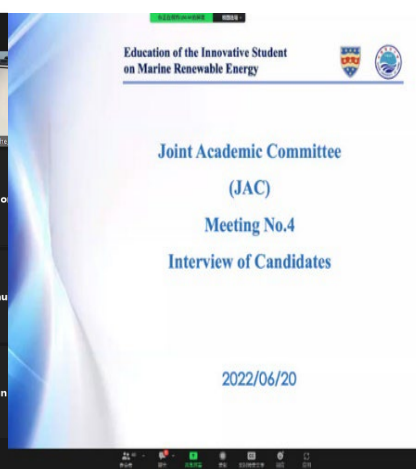 Education of the Innovative Student
on Marine Renewable Energy
Joint Academic Committee
(JAC)
Meeting No.4
Interview of Candidates
2022/06/20